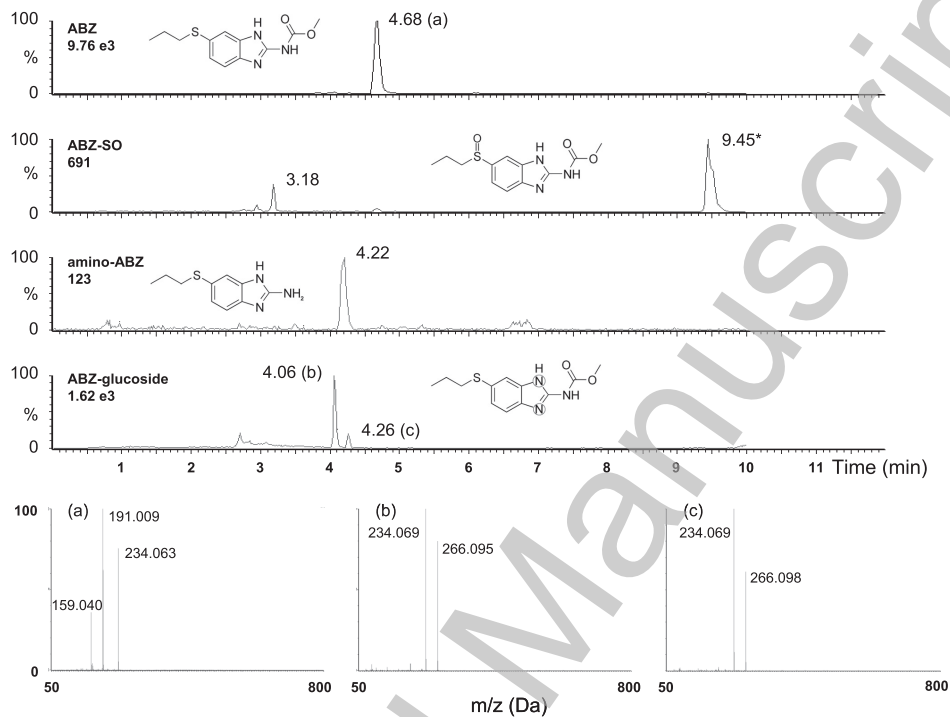 100
%
0
ABZ
9.76 e3
4.68 (a)
S
H
N
N
NH
O
O
100
%
0
ABZ-SO
691
3.18
9.45*
O
S
H
N
N
NH
O
O
100
%
0
amino-ABZ
123
4.22
S
H
N
N
NH2
100
%
0
ABZ-glucoside
1.62 e3
4.06 (b)
4.26 (c)
S
H
N
N
NH
O
O
1 2 3 4 5 6 7 8 9 10 11 Time (min)
100
0
(a)
191.009
234.063
159.040
50 800
(b)
234.069
266.095
50 800
(c)
234.069
266.098
50 800
m/z (Da)
Manuscrip